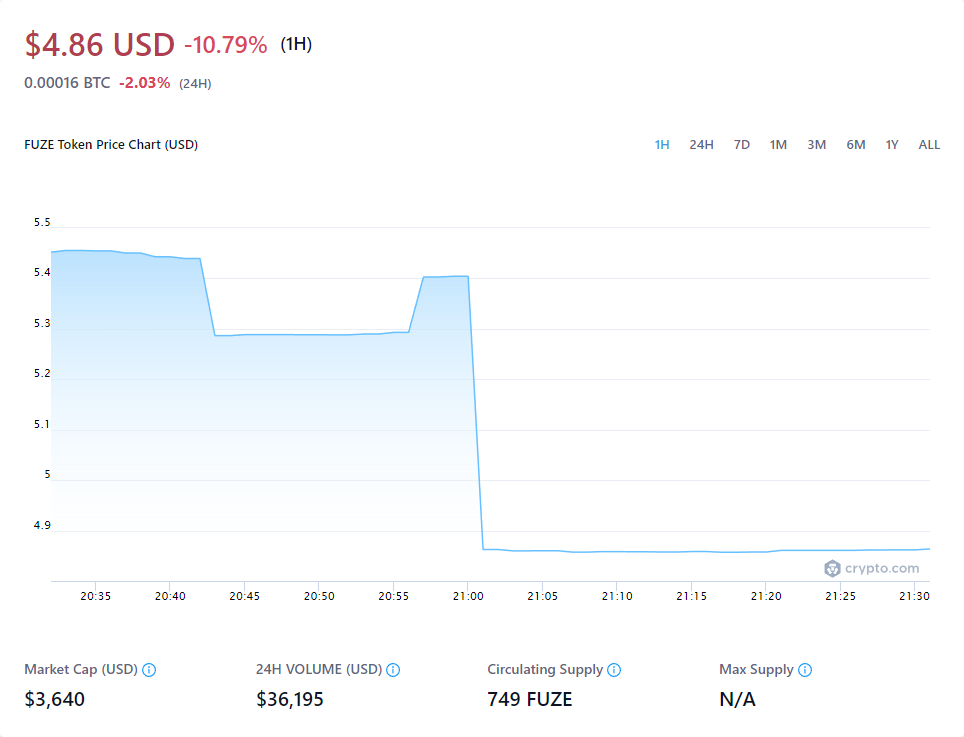 $4.86 USD -10.79% (1H)
0.00016 BTC -2.03% (24H)
FUZE Token Price Chart (USD) 1H 24H 7D 1M 3M 6M 1Y ALL
5.5
5.4
5.3
5.2
5.1
5
4.9
crypto.com
20:35 20:40 20:45 20:50 20:55 21:00 21:05 21:10 21:15 21:20 21:25 21:30
Market Cap (USD) 24H VOLUME (USD) Circulating Supply Max Supply
$3,640 $36,195 749 FUZE N/A